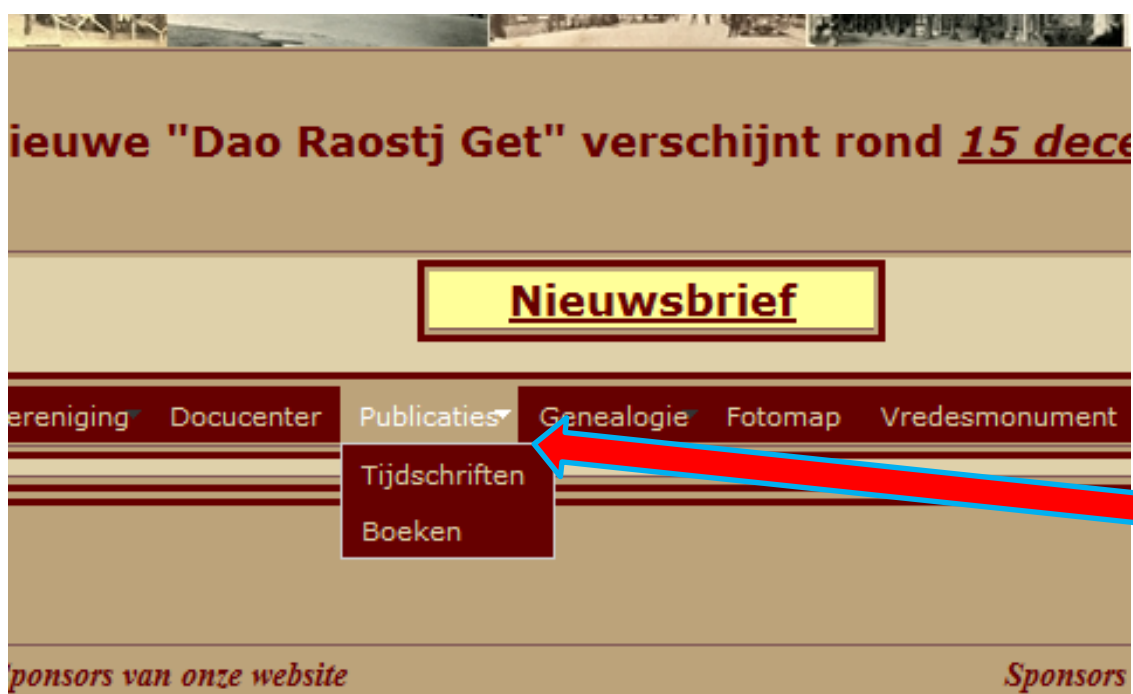 ieuwe "Dao Raostj Get" verschijnt rond 15 dece
Nieuwsbrief
ereniging Docucenter Publicaties Genealogie Fotomap Vredesmonument
Tijdschriften
Boeken
ponsors van onze website Sponsors